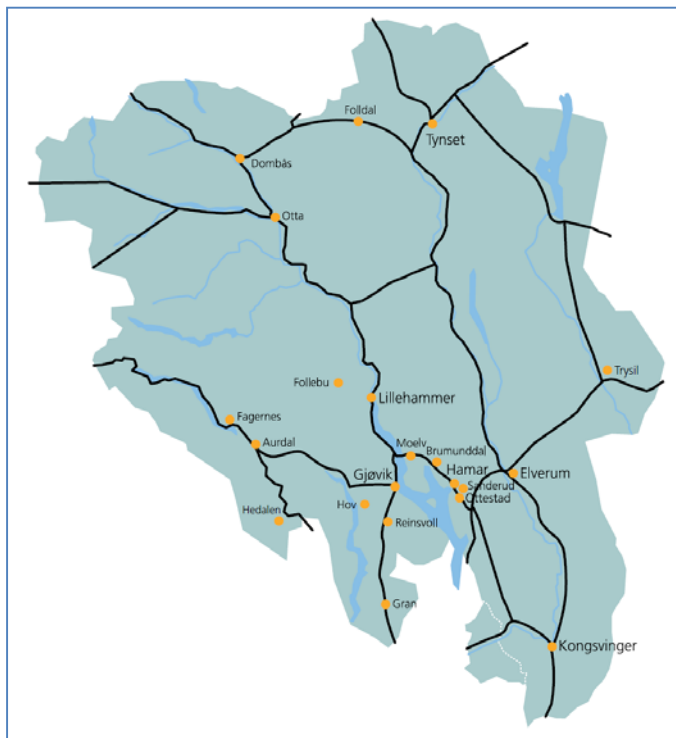 Folldal
Tynset
Dombås
Otta
Trysil
Follebu
Lillehammer
Fagernes
Aurdal
Moelv
Brumunddal
Gjøvik
Hamar
Elverum
Sanderud
Ottestad
Hov
Hedalen
Reinsvoll
Gran
Kongsvinger